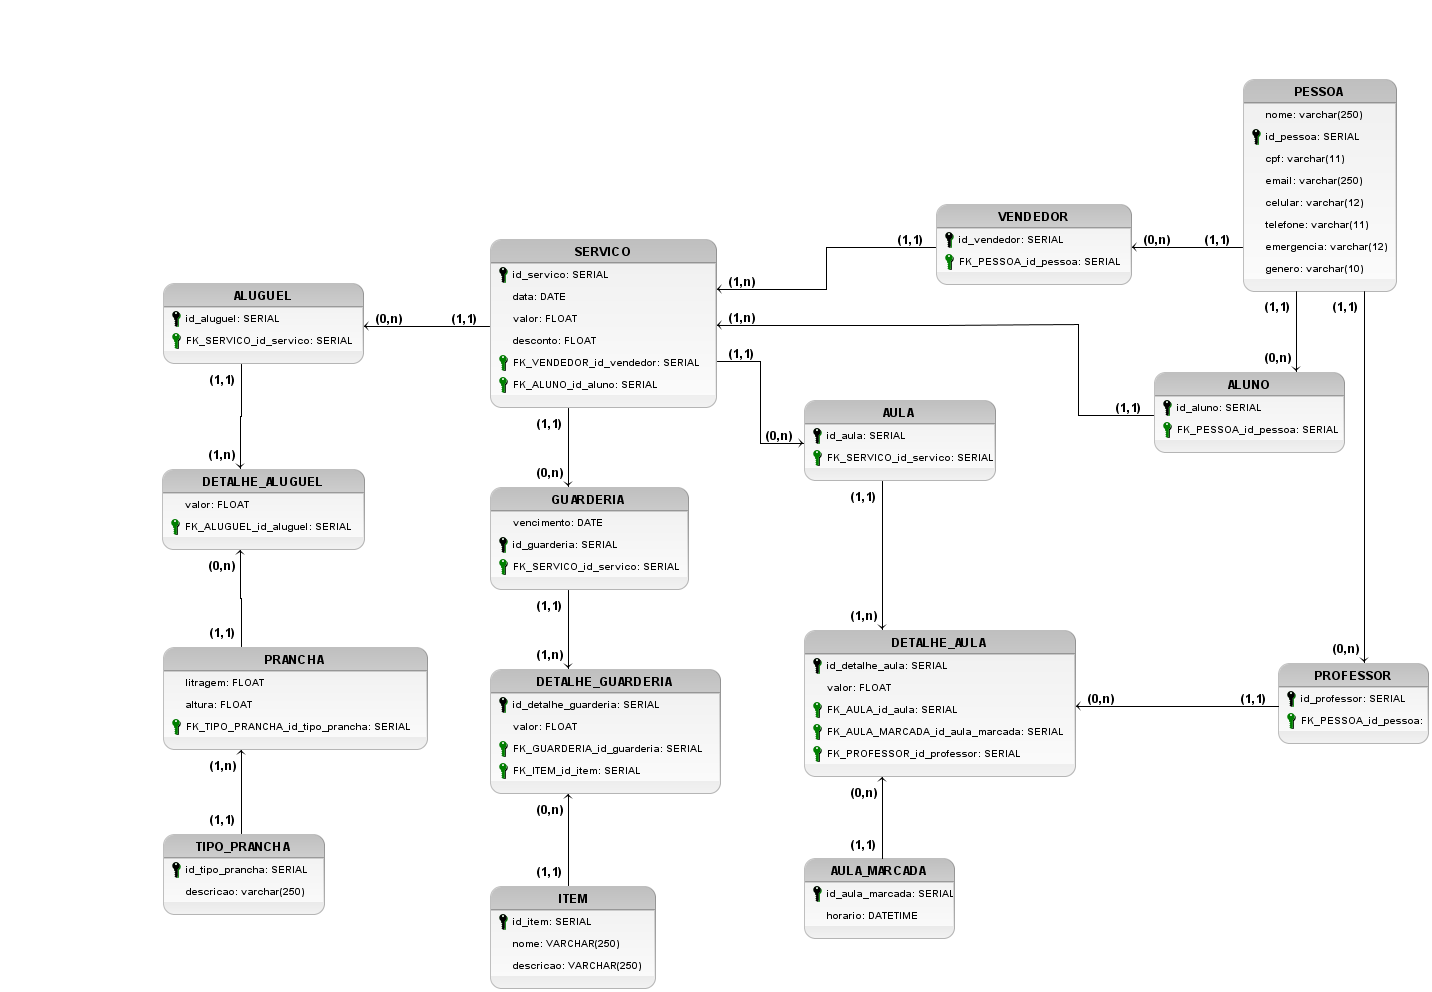 PESSOA
nome: varchar(250)
id_pessoa: SERIAL
cpf: varchar(11)
email: varchar(250)
celular: varchar(12)
telefone: varchar(11)
emergencia: varchar(12)
genero: varchar(10)
VENDEDOR
id_vendedor: SERIAL
FK_PESSOA_id_pessoa: SERIAL
(1,1)
(0,n)
(1,1)
SERVICO
id_servico: SERIAL
data: DATE
valor: FLOAT
desconto: FLOAT
FK_VENDEDOR_id_vendedor: SERIAL
FK_ALUNO_id_aluno: SERIAL
(1,n)
(1,n)
(1,1)
ALUGUEL
id_aluguel: SERIAL
FK_SERVICO_id_servico: SERIAL
(0,n)
(1,1)
(1,1)
(1,1)
(0,n)
ALUNO
id_aluno: SERIAL
FK_PESSOA_id_pessoa: SERIAL
(1,1)
AULA
id_aula: SERIAL
FK_SERVICO_id_servico: SERIAL
(0,n)
(1,1)
(1,n)
DETALHE_ALUGUEL
valor: FLOAT
FK_ALUGUEL_id_aluguel: SERIAL
(1,1)
(0,n)
GUARDERIA
vencimento: DATE
id_guarderia: SERIAL
FK_SERVICO_id_servico: SERIAL
(1,1)
(1,n)
(0,n)
(1,1)
PRANCHA
litragem: FLOAT
altura: FLOAT
FK_TIPO_PRANCHA_id_tipo_prancha: SERIAL
(1,1)
(1,n)
DETALHE_GUARDERIA
id_detalhe_guarderia: SERIAL
valor: FLOAT
FK_GUARDERIA_id_guarderia: SERIAL
FK_ITEM_id_item: SERIAL
DETALHE_AULA
id_detalhe_aula: SERIAL
valor: FLOAT
FK_AULA_id_aula: SERIAL
FK_AULA_MARCADA_id_aula_marcada: SERIAL
FK_PROFESSOR_id_professor: SERIAL
(0,n)
(1,1)
(0,n)
PROFESSOR
id_professor: SERIAL
FK_PESSOA_id_pessoa:
(1,n)
(1,1)
TIPO_PRANCHA
id_tipo_prancha: SERIAL
descricao: varchar(250)
(0,n)
(1,1)
ITEM
id_item: SERIAL
nome: VARCHAR(250)
descricao: VARCHAR(250)
(0,n)
(1,1)
AULA_MARCADA
id_aula_marcada: SERIAL
horario: DATETIME